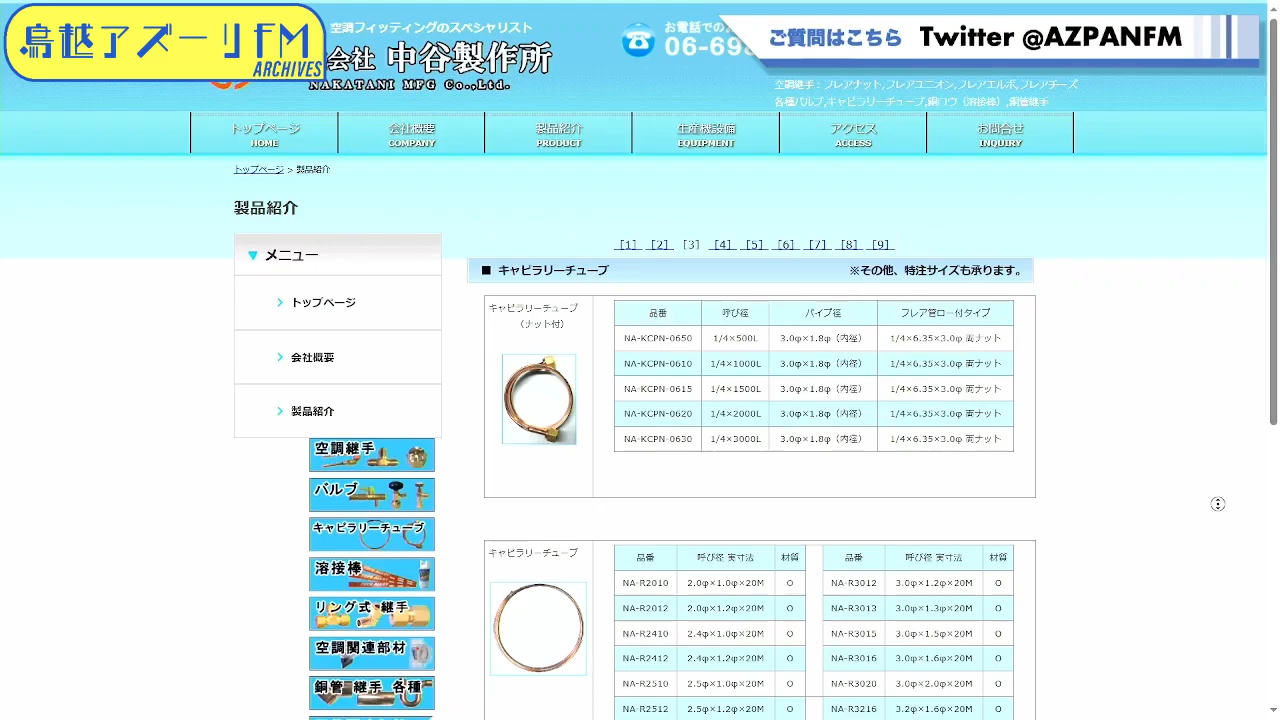 鳥越アズーリFM
ARCHIVES
空調フィッティングのスペシャリスト
会社 中谷製作所
NAKATANI MFG Co.,Ltd.
お電話での
06-698
ご質問はこちら Twitter @AZPANFM
空調継手：フレアナット,フレアユニオン,フレアエルボ,フレアチーズ
各種バルブ,キャピラリーチューブ,銅ロウ（溶接棒）,銅管継手
トップページ 会社概要 製品紹介 生産機設備 アクセス お問合せ
HOME COMPANY PRODUCT EQUIPMENT ACCESS INQUIRY
トップページ > 製品紹介
製品紹介
▼ メニュー
トップページ
会社概要
製品紹介
空調継手
バルブ
キャピラリーチューブ
溶接棒
リング式 継手
空調関連部材
銅管 継手 各種
[1] [2] [3] [4] [5] [6] [7] [8] [9]
■ キャピラリーチューブ ※その他、特注サイズも承ります。
キャピラリーチューブ
（ナット付）
品番 呼び径 パイプ径 フレア管ロー付タイプ
NA-KCPN-0650 1/4×500L 3.0φ×1.8φ（内径） 1/4×6.35×3.0φ 両ナット
NA-KCPN-0610 1/4×1000L 3.0φ×1.8φ（内径） 1/4×6.35×3.0φ 両ナット
NA-KCPN-0615 1/4×1500L 3.0φ×1.8φ（内径） 1/4×6.35×3.0φ 両ナット
NA-KCPN-0620 1/4×2000L 3.0φ×1.8φ（内径） 1/4×6.35×3.0φ 両ナット
NA-KCPN-0630 1/4×3000L 3.0φ×1.8φ（内径） 1/4×6.35×3.0φ 両ナット
キャピラリーチューブ
品番 呼び径 実寸法 材質 品番 呼び径 実寸法 材質
NA-R2010 2.0φ×1.0φ×20M O NA-R3012 3.0φ×1.2φ×20M O
NA-R2012 2.0φ×1.2φ×20M O NA-R3013 3.0φ×1.3φ×20M O
NA-R2410 2.4φ×1.0φ×20M O NA-R3015 3.0φ×1.5φ×20M O
NA-R2412 2.4φ×1.2φ×20M O NA-R3016 3.0φ×1.6φ×20M O
NA-R2510 2.5φ×1.0φ×20M O NA-R3020 3.0φ×2.0φ×20M O
NA-R2512 2.5φ×1.2φ×20M O NA-R3216 3.2φ×1.6φ×20M O